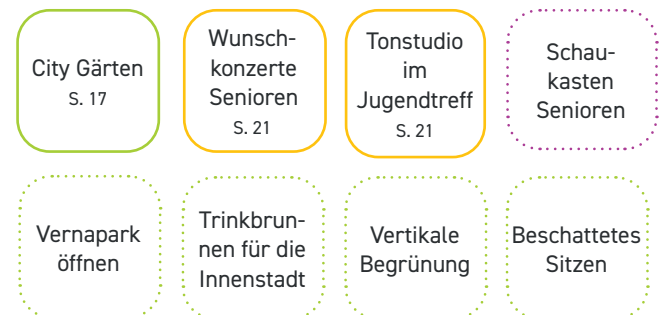 City Gärten
S. 17
Wunsch-
konzerte
Senioren
S. 21
Tonstudio
im
Jugendtreff
S. 21
Schau-
kasten
Senioren
Vernapark
öffnen
Trinkbrun-
nen für die
Innenstadt
Vertikale
Begrünung
Beschattetes
Sitzen